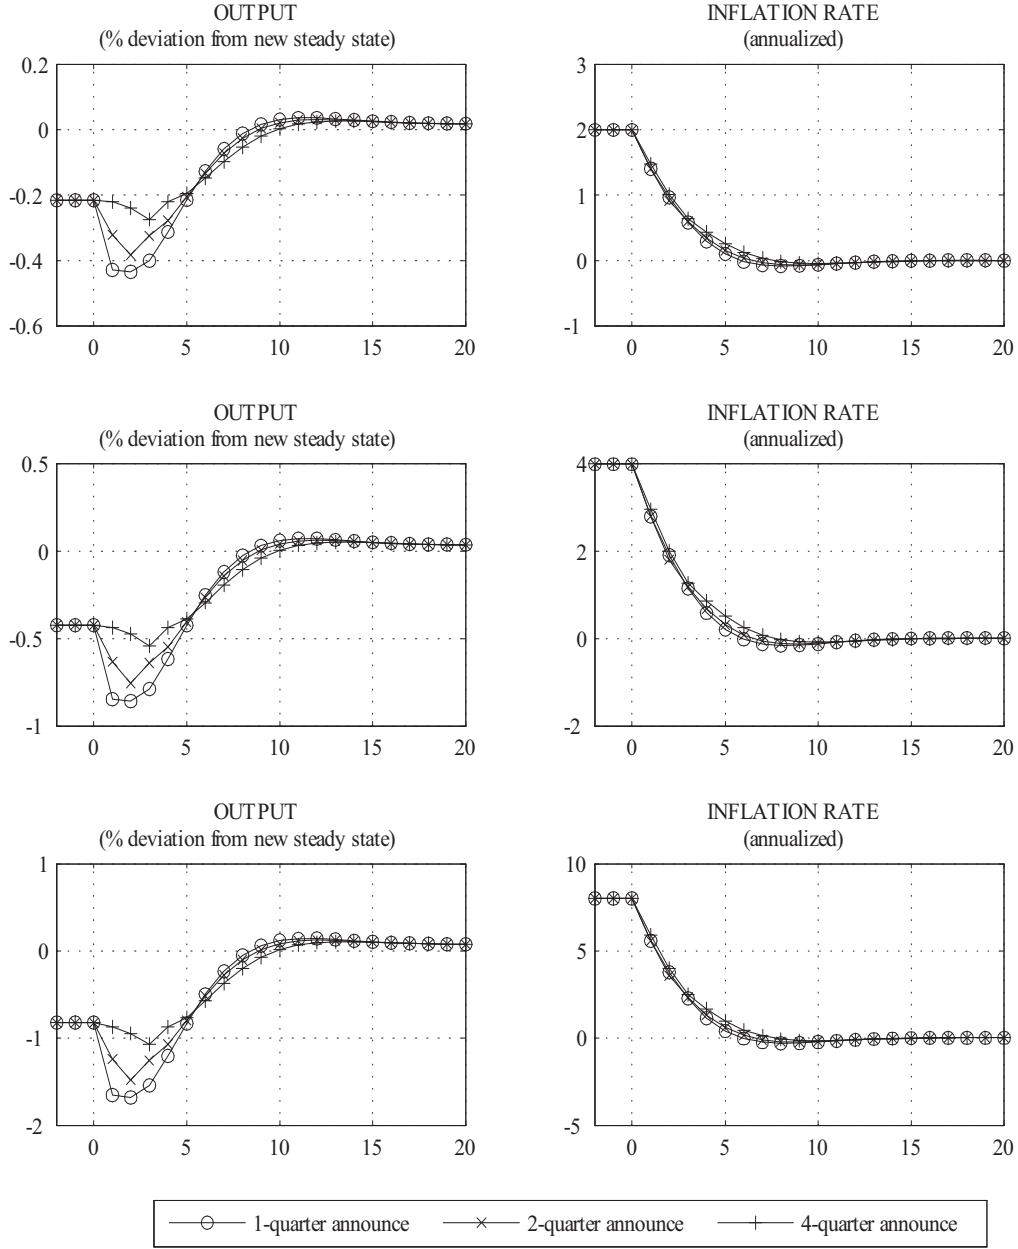 OUTPUT
(% deviation from new steady state)
0.2
0
-0.2
-0.4
-0.6
0 5 10 15 20
INFLATION RATE
(annualized)
3
2
1
0
-1
0 5 10 15 20
OUTPUT
(% deviation from new steady state)
0.5
0
-0.5
-1
0 5 10 15 20
INFLATION RATE
(annualized)
4
2
0
-2
0 5 10 15 20
OUTPUT
(% deviation from new steady state)
1
0
-1
-2
0 5 10 15 20
INFLATION RATE
(annualized)
10
5
0
-5
0 5 10 15 20
1-quarter announce 2-quarter announce 4-quarter announce